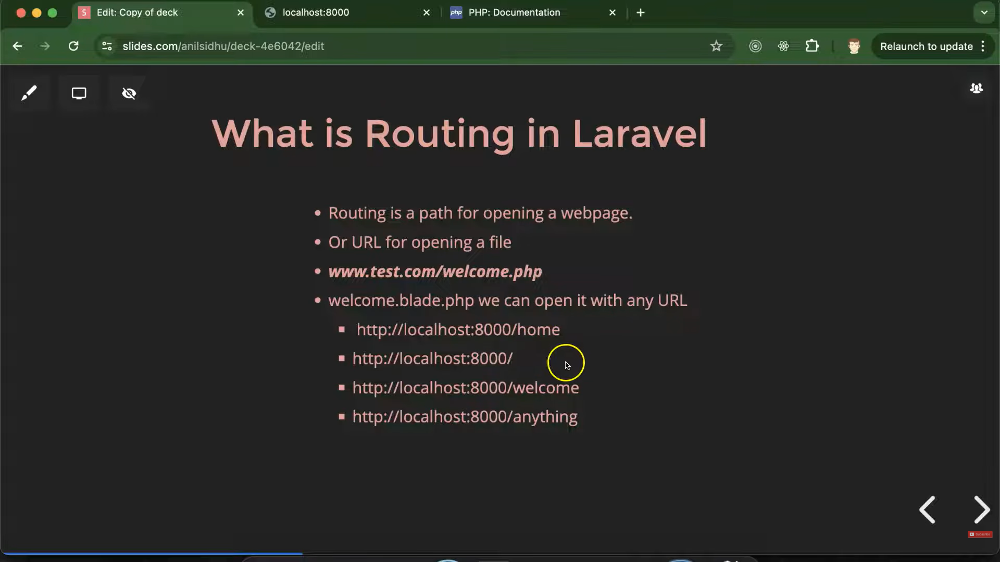 S Edit: Copy of deck
localhost:8000
php PHP: Documentation
slides.com/anilsidhu/deck-4e6042/edit
Relaunch to update
What is Routing in Laravel
Routing is a path for opening a webpage.
Or URL for opening a file
www.test.com/welcome.php
welcome.blade.php we can open it with any URL
http://localhost:8000/home
http://localhost:8000/
http://localhost:8000/welcome
http://localhost:8000/anything
Subscribe